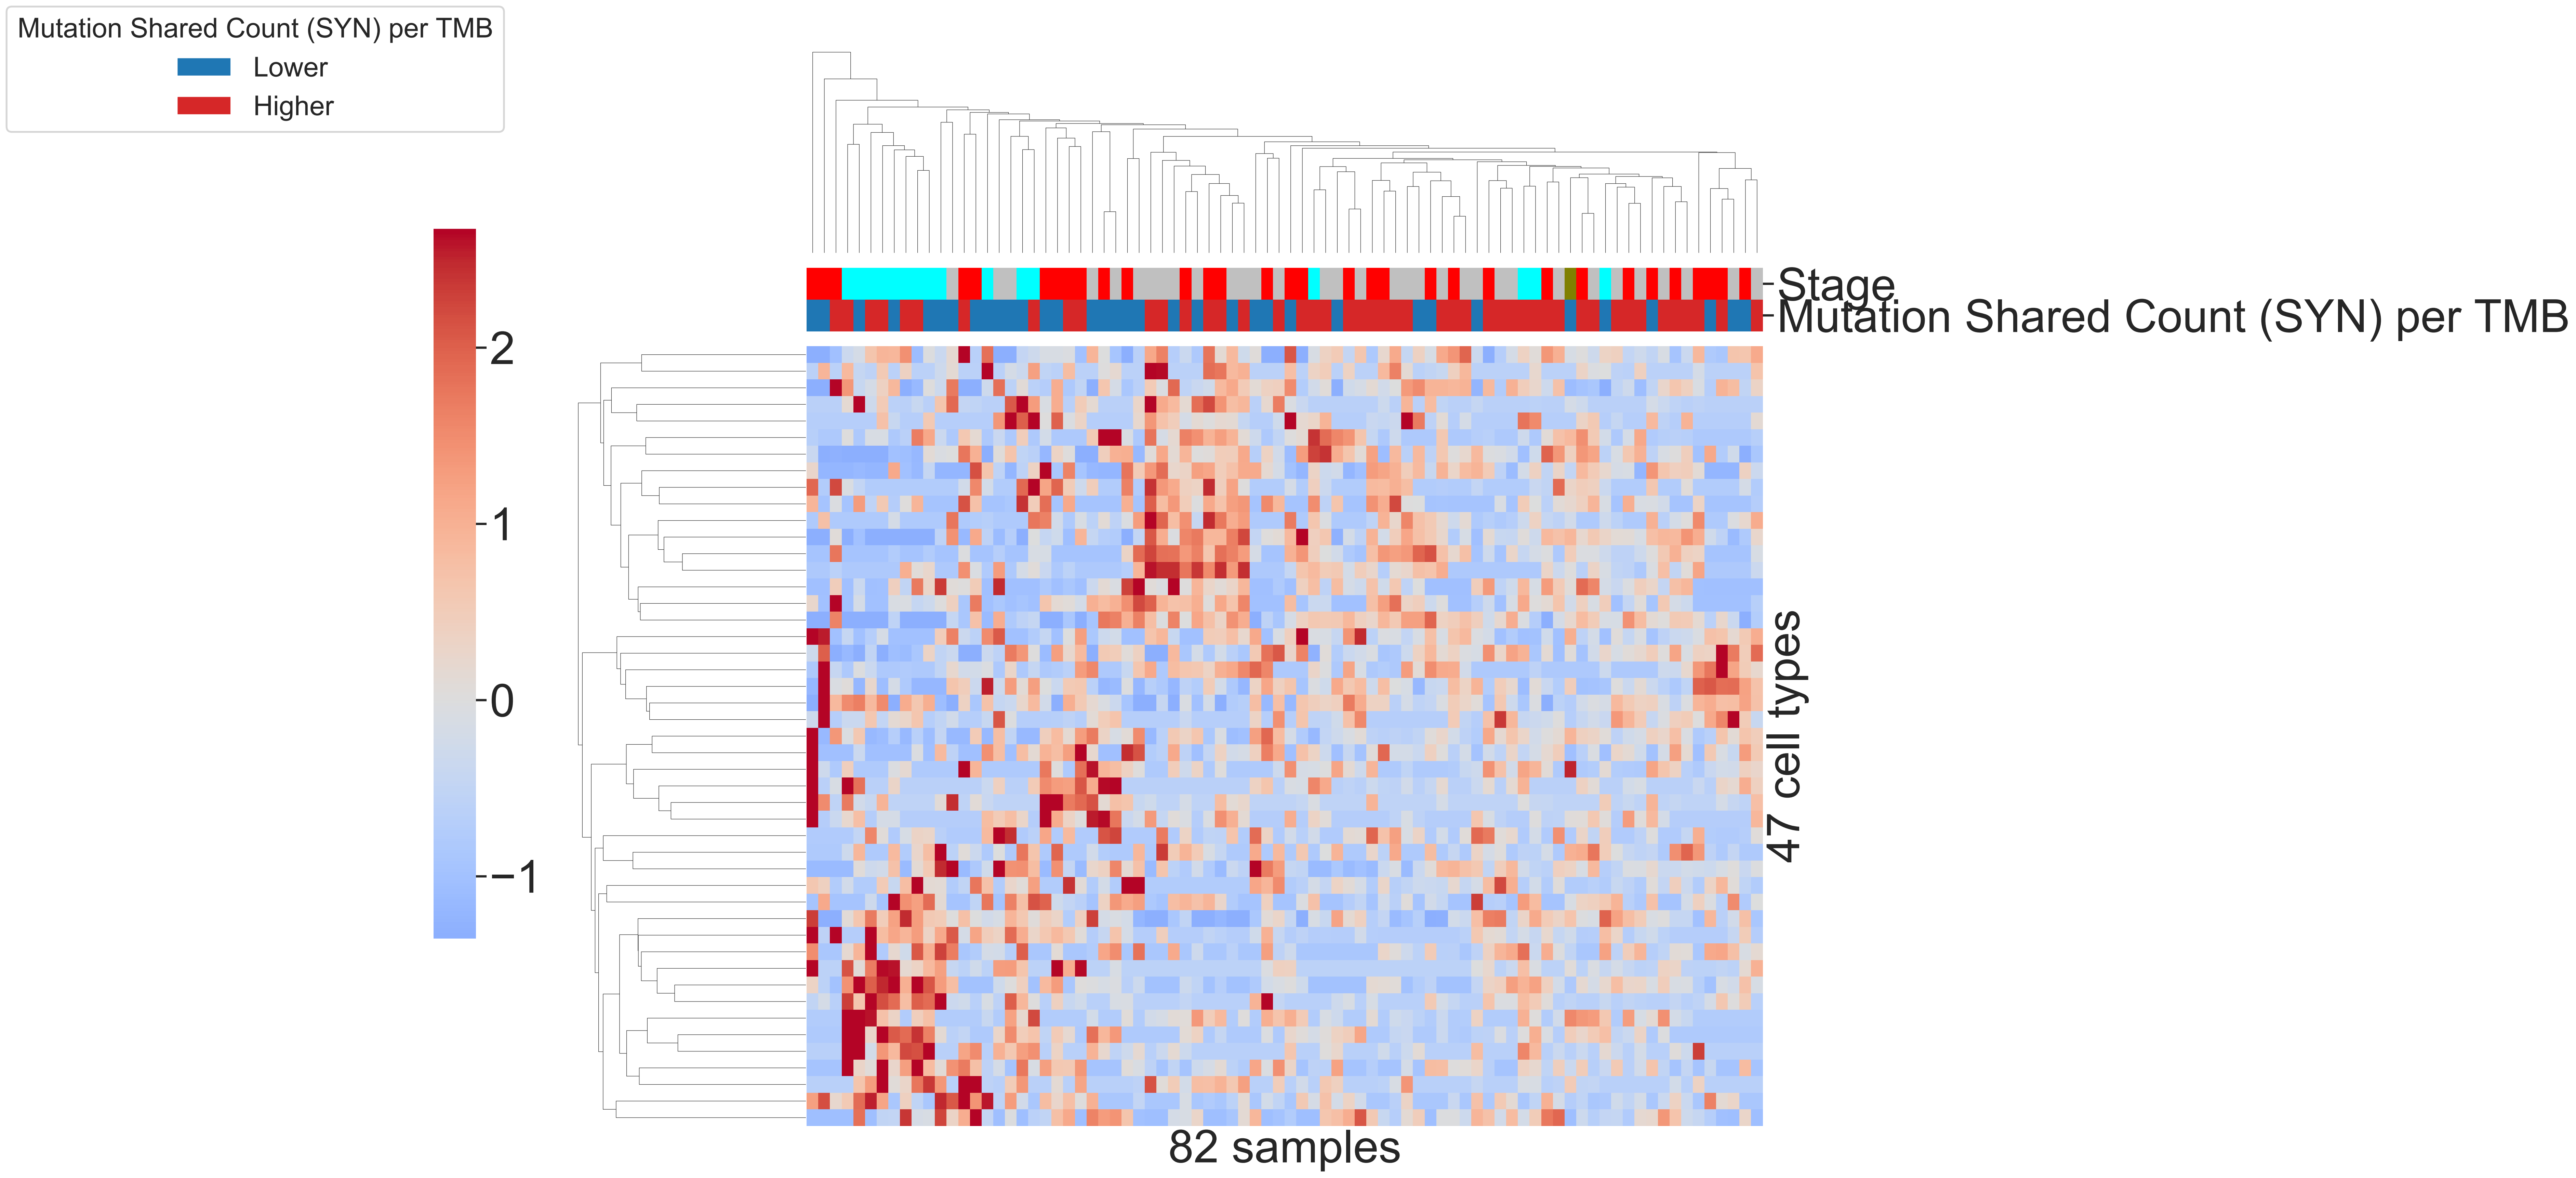 Mutation Shared Count (SYN) per TMB
Lower
Higher
Stage
Mutation Shared Count (SYN) per TMB
2
1
0
−1
47 cell types
82 samples